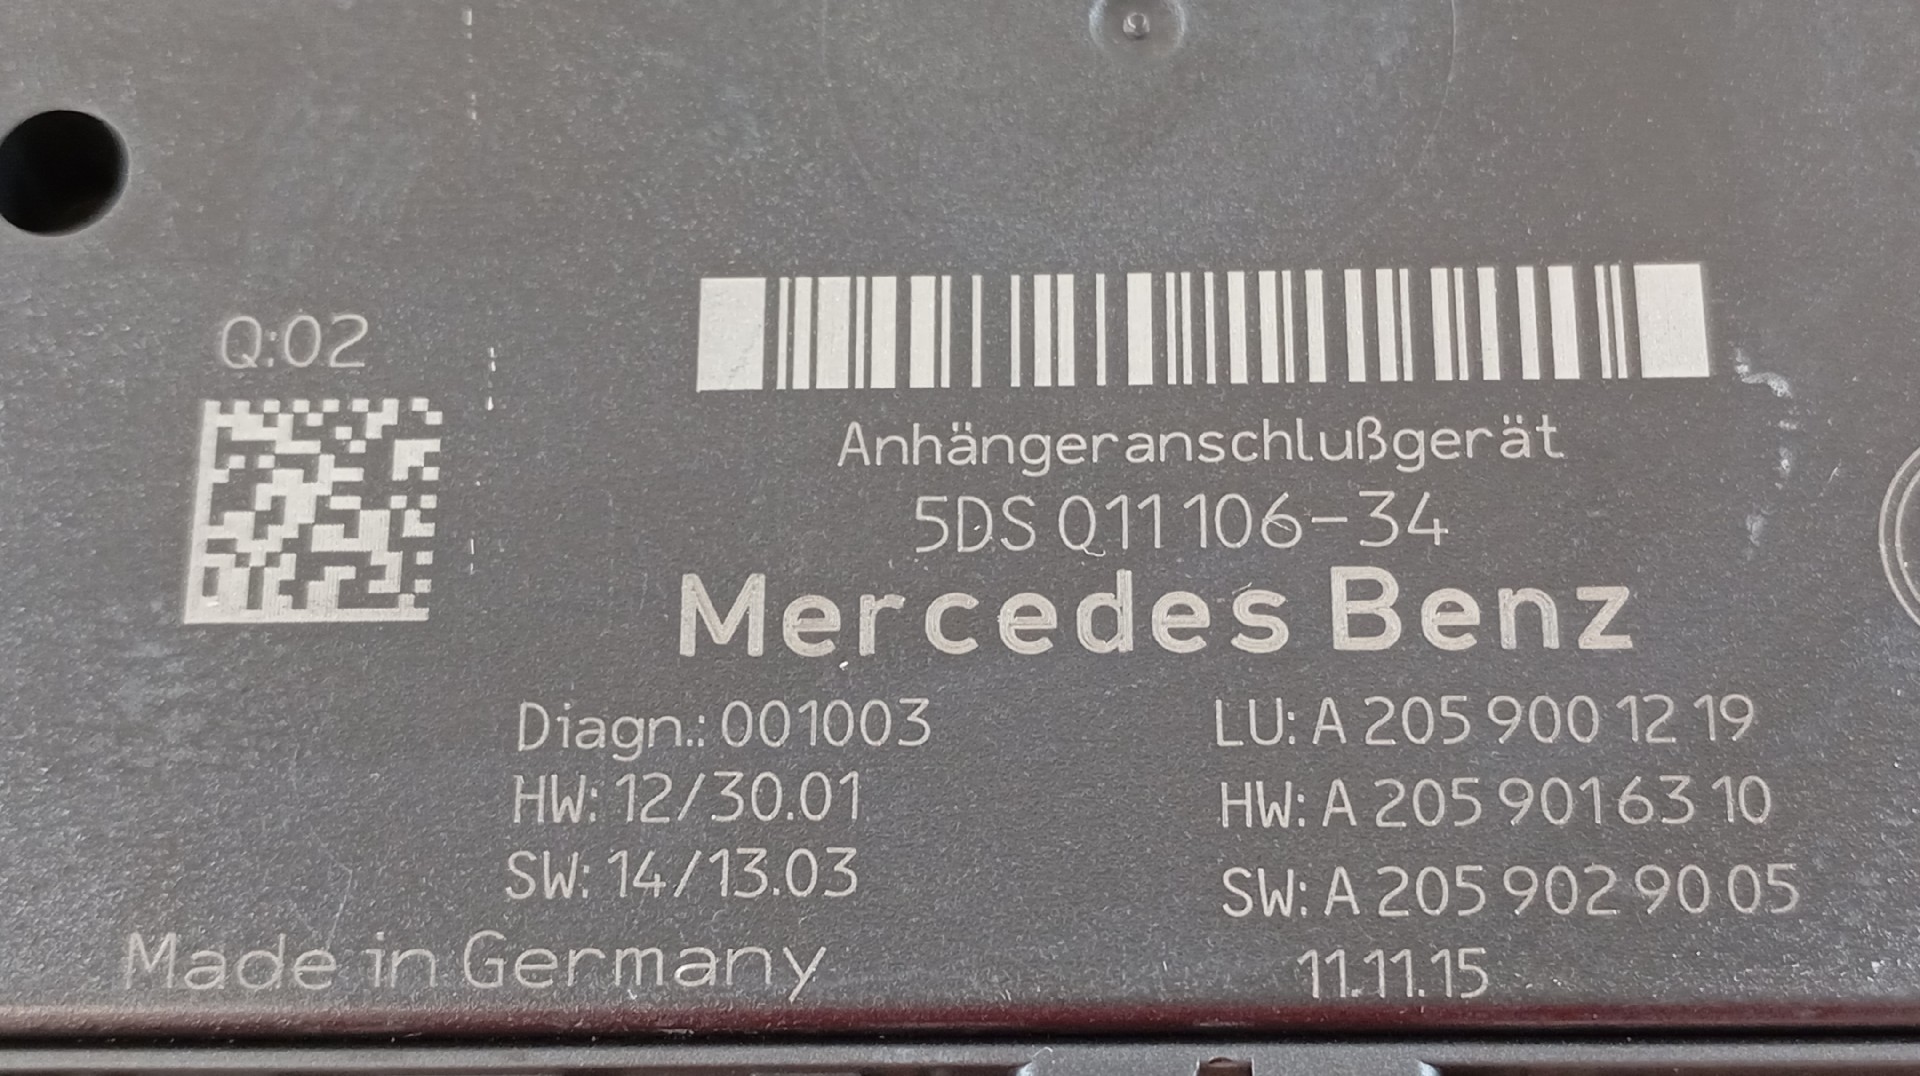 Q:02
Anhängeranschlußgerät
5DS 011 106-34
Mercedes Benz
Diagn.: 001003
HW: 12/30.01
SW: 14/13.03
LU: A 205 900 12 19
HW: A 205 901 63 10
SW: A 205 902 90 05
Made in Germany
11.11.15